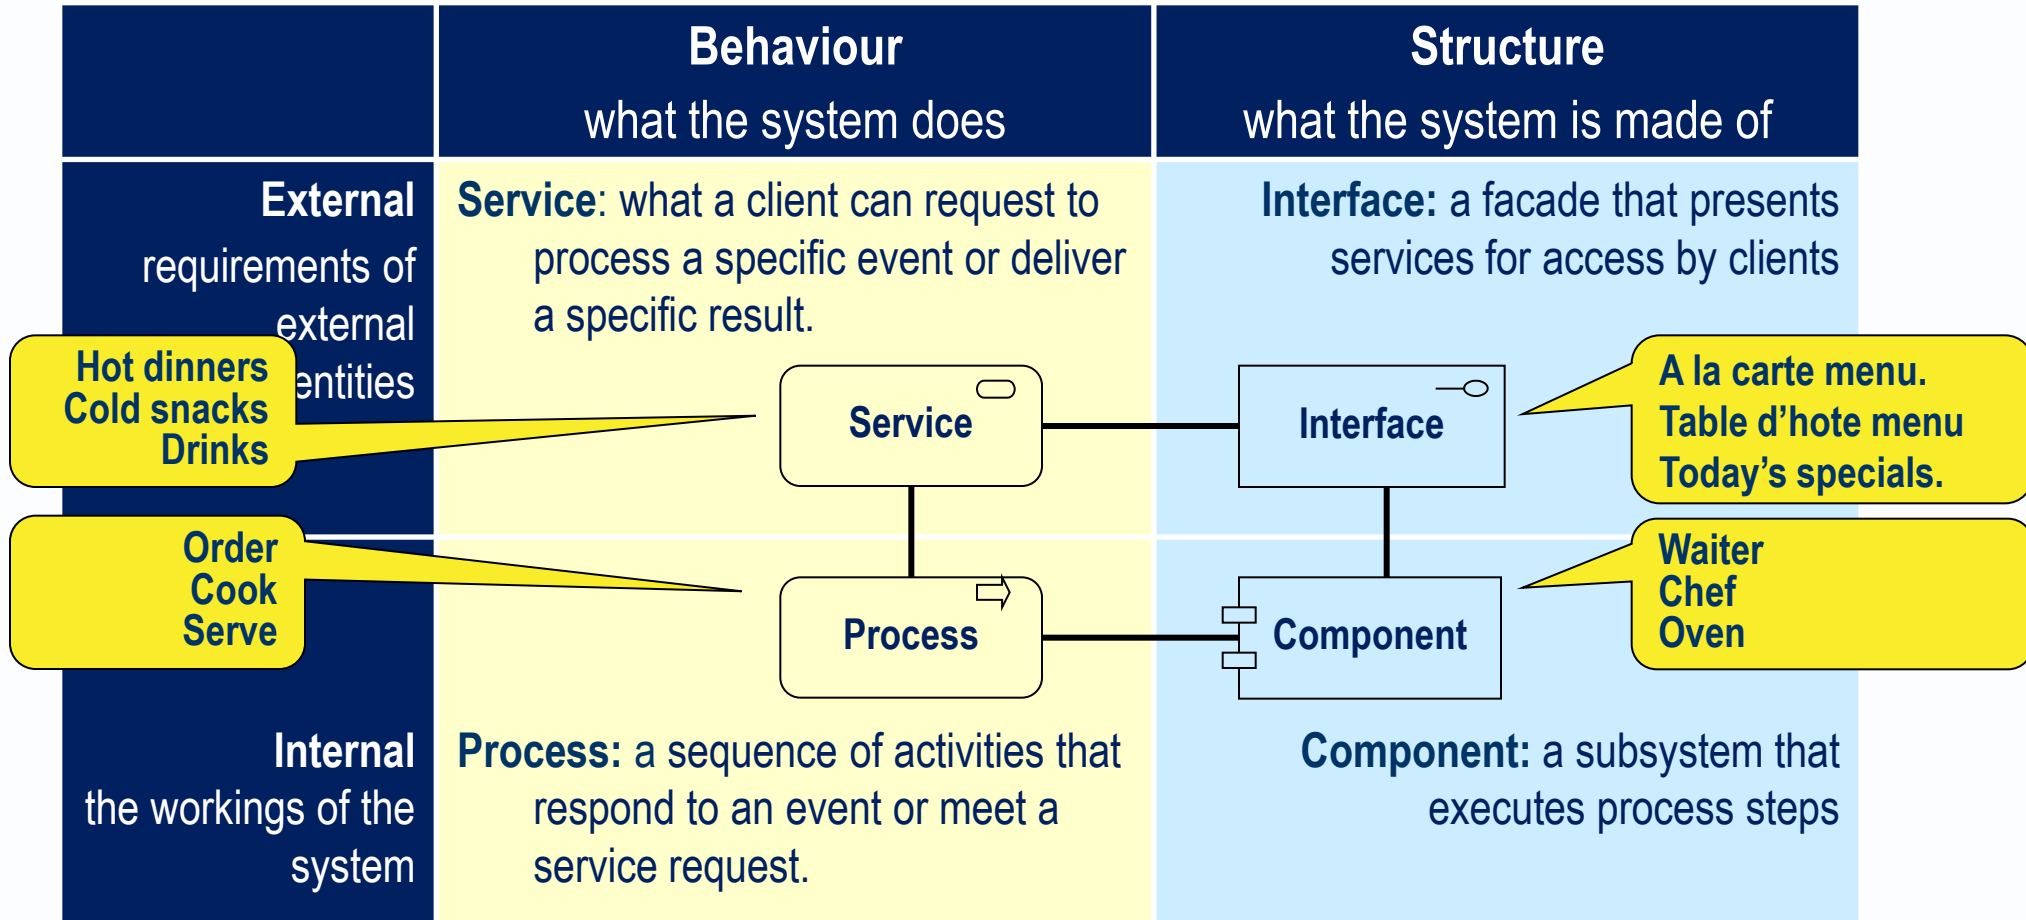 Behaviour
what the system does
Structure
what the system is made of
External
requirements of
external
entities
Service: what a client can request to
process a specific event or deliver
a specific result.
Interface: a facade that presents
services for access by clients
Hot dinners
Cold snacks
Drinks
Service
Interface
A la carte menu.
Table d’hote menu
Today’s specials.
Order
Cook
Serve
Process
Component
Waiter
Chef
Oven
Internal
the workings of the
system
Process: a sequence of activities that
respond to an event or meet a
service request.
Component: a subsystem that
executes process steps